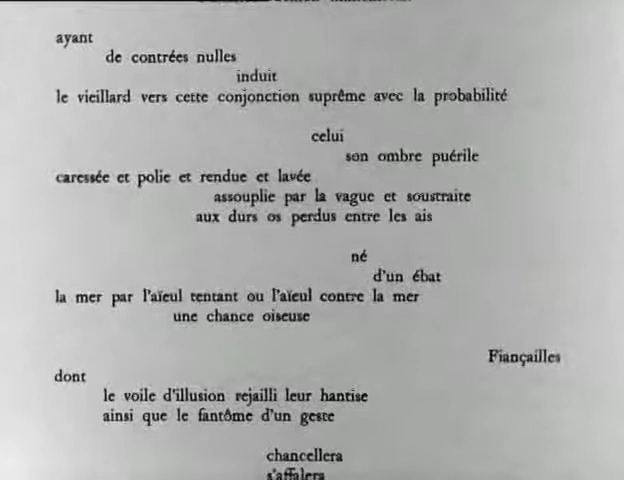 ayant
de contrées nulles
induit
le vieillard vers cette conjonction suprême avec la probabilité
celui
son ombre puérile
caressée et polie et rendue et lavée
assouplie par la vague et soustraite
aux durs os perdus entre les ais
né
d'un ébat
la mer par l'aïeul tentant ou l'aïeul contre la mer
une chance oiseuse
Fiançailles
dont
le voile d'illusion rejailli leur hantise
ainsi que le fantôme d'un geste
chancellera
s'affalera